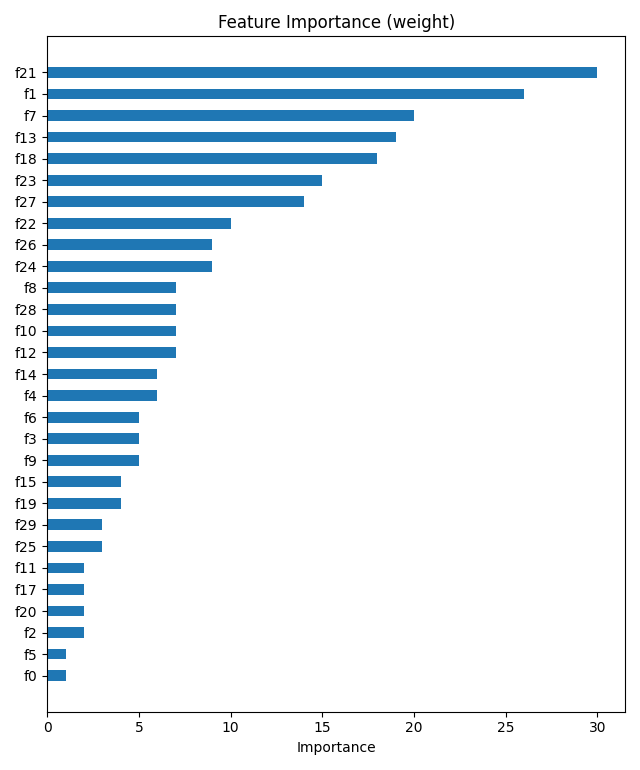 Feature Importance (weight)
f21
f1
f7
f13
f18
f23
f27
f22
f26
f24
f8
f28
f10
f12
f14
f4
f6
f3
f9
f15
f19
f29
f25
f11
f17
f20
f2
f5
f0
0 5 10 15 20 25 30
Importance